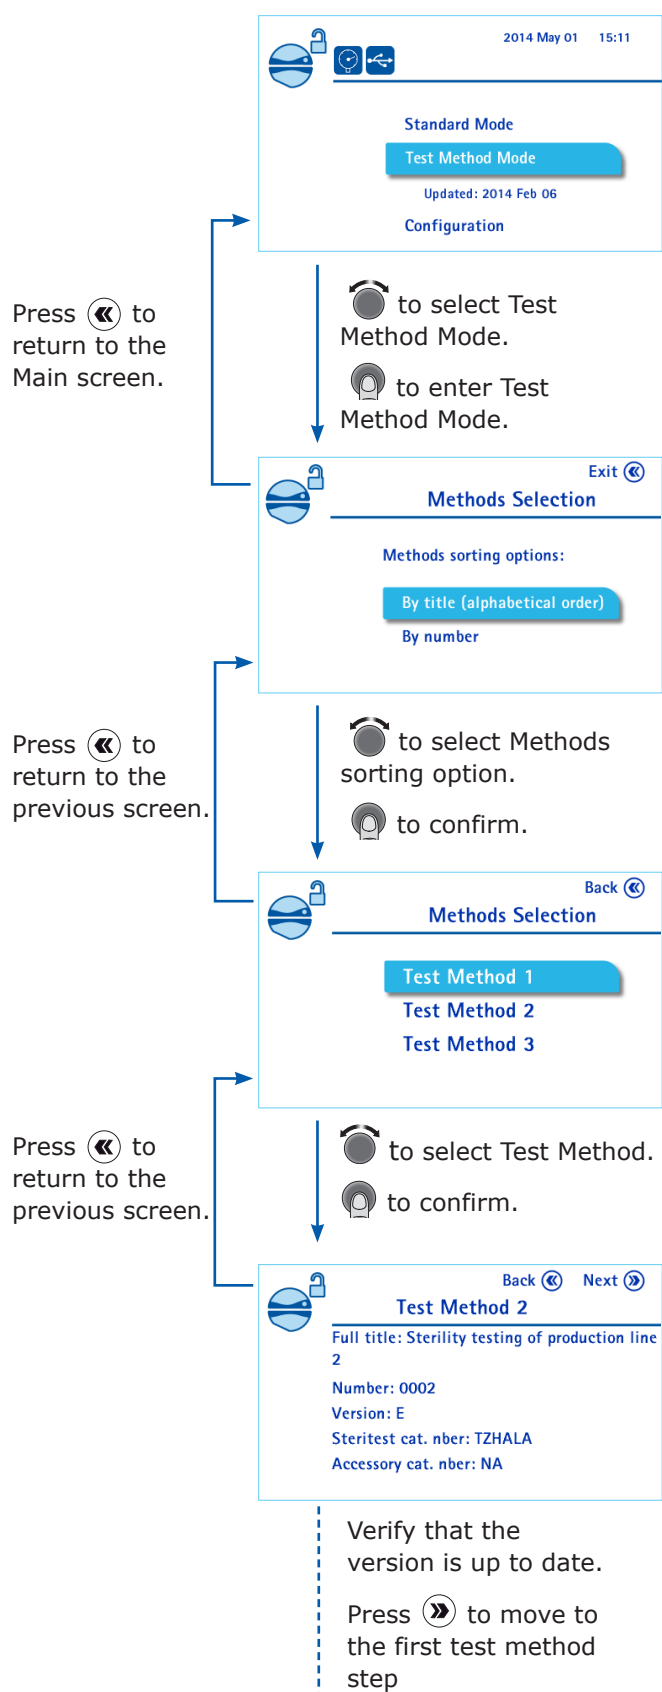 2014 May 01 15:11
Standard Mode
Test Method Mode
Updated: 2014 Feb 06
Configuration
Press to
return to the
Main screen.
to select Test
Method Mode.
to enter Test
Method Mode.
Exit
Methods Selection
Methods sorting options:
By title (alphabetical order)
By number
Press to
return to the
previous screen.
to select Methods
sorting option.
to confirm.
Back
Methods Selection
Test Method 1
Test Method 2
Test Method 3
Press to
return to the
previous screen.
to select Test Method.
to confirm.
Back Next
Test Method 2
Full title: Sterility testing of production line
2
Number: 0002
Version: E
Steritest cat. nber: TZHALA
Accessory cat. nber: NA
Verify that the
version is up to date.
Press to move to
the first test method
step